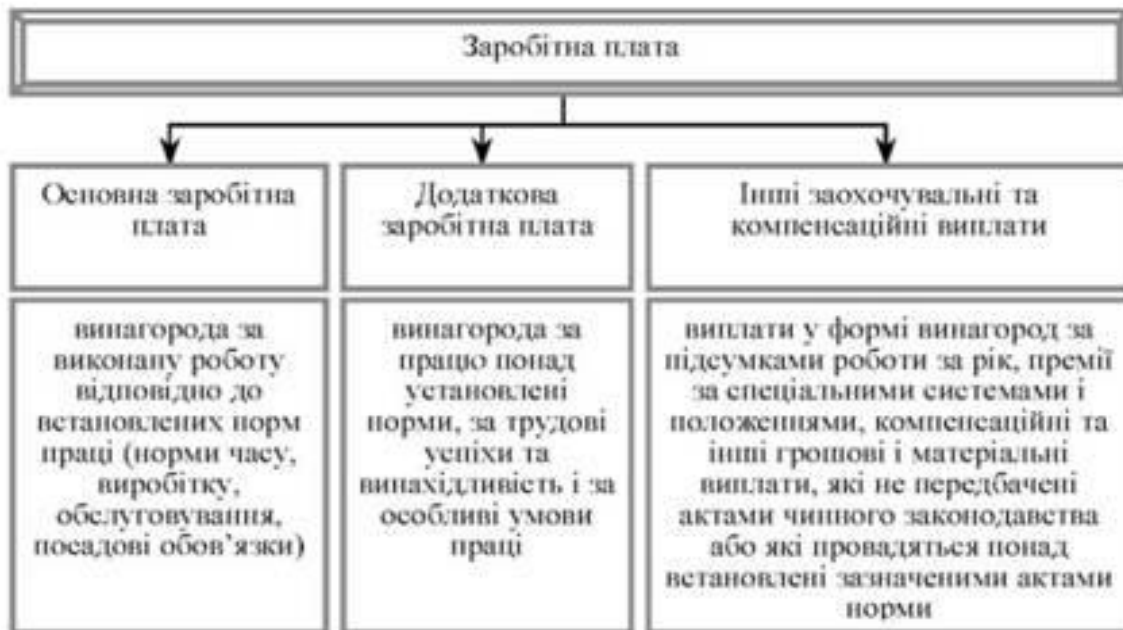 Заробітна плата
Основна заробітна
плата
Додаткова
заробітна плата
Інші заохочувальні та
компенсаційні виплати
винагорода за
виконану роботу
відповідно до
встановлених норм
праці (норми часу,
виробітку,
обслуговування,
посадові обов’язки)
винагорода за
працю понад
установлені
норми, за трудові
успіхи та
винахідливість і за
особливі умови
праці
виплати у формі винагород за
підсумками роботи за рік, премії
за спеціальними системами і
положеннями, компенсаційні та
інші грошові і матеріальні
виплати, які не передбачені
актами чинного законодавства
або які провадяться понад
встановлені зазначеними актами
норми